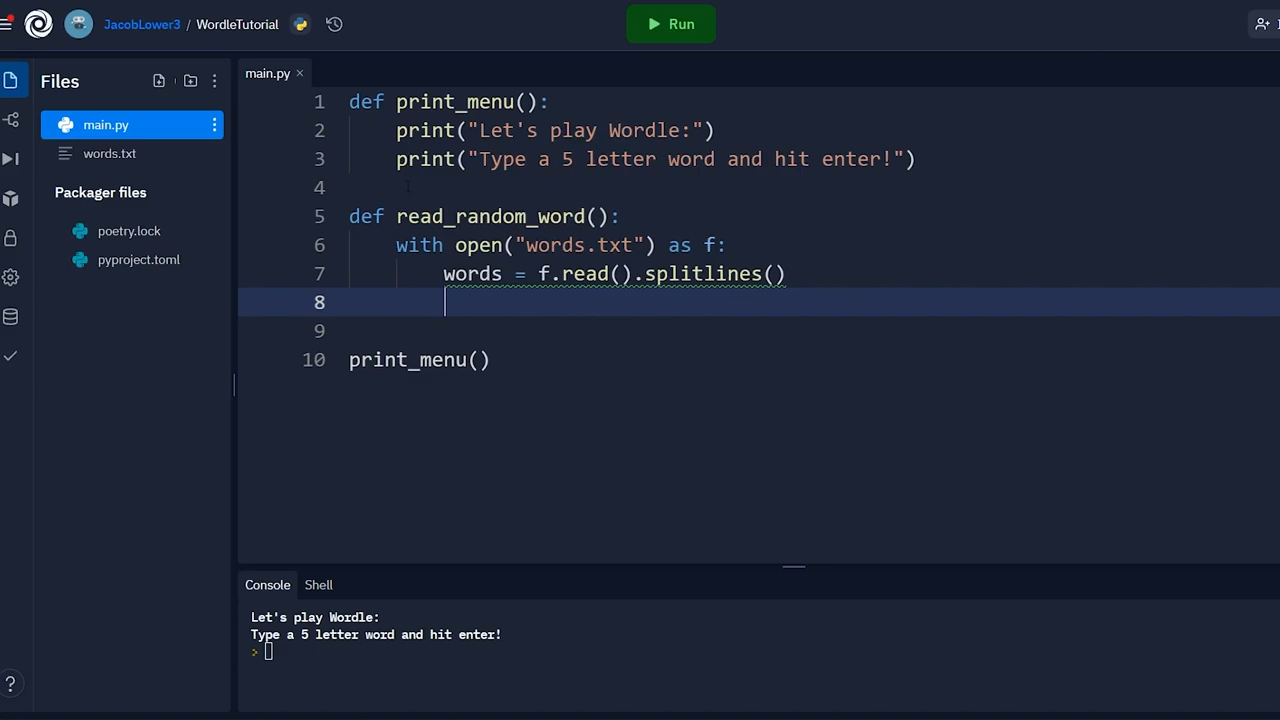 JacobLower3 / WordleTutorial
Run
Files
main.py
words.txt
Packager files
poetry.lock
pyproject.toml
main.py ×
1 def print_menu():
2     print("Let's play Wordle:")
3     print("Type a 5 letter word and hit enter!")
4
5 def read_random_word():
6     with open("words.txt") as f:
7         words = f.read().splitlines()
8
9
10 print_menu()
Console Shell
Let's play Wordle:
Type a 5 letter word and hit enter!
>
?